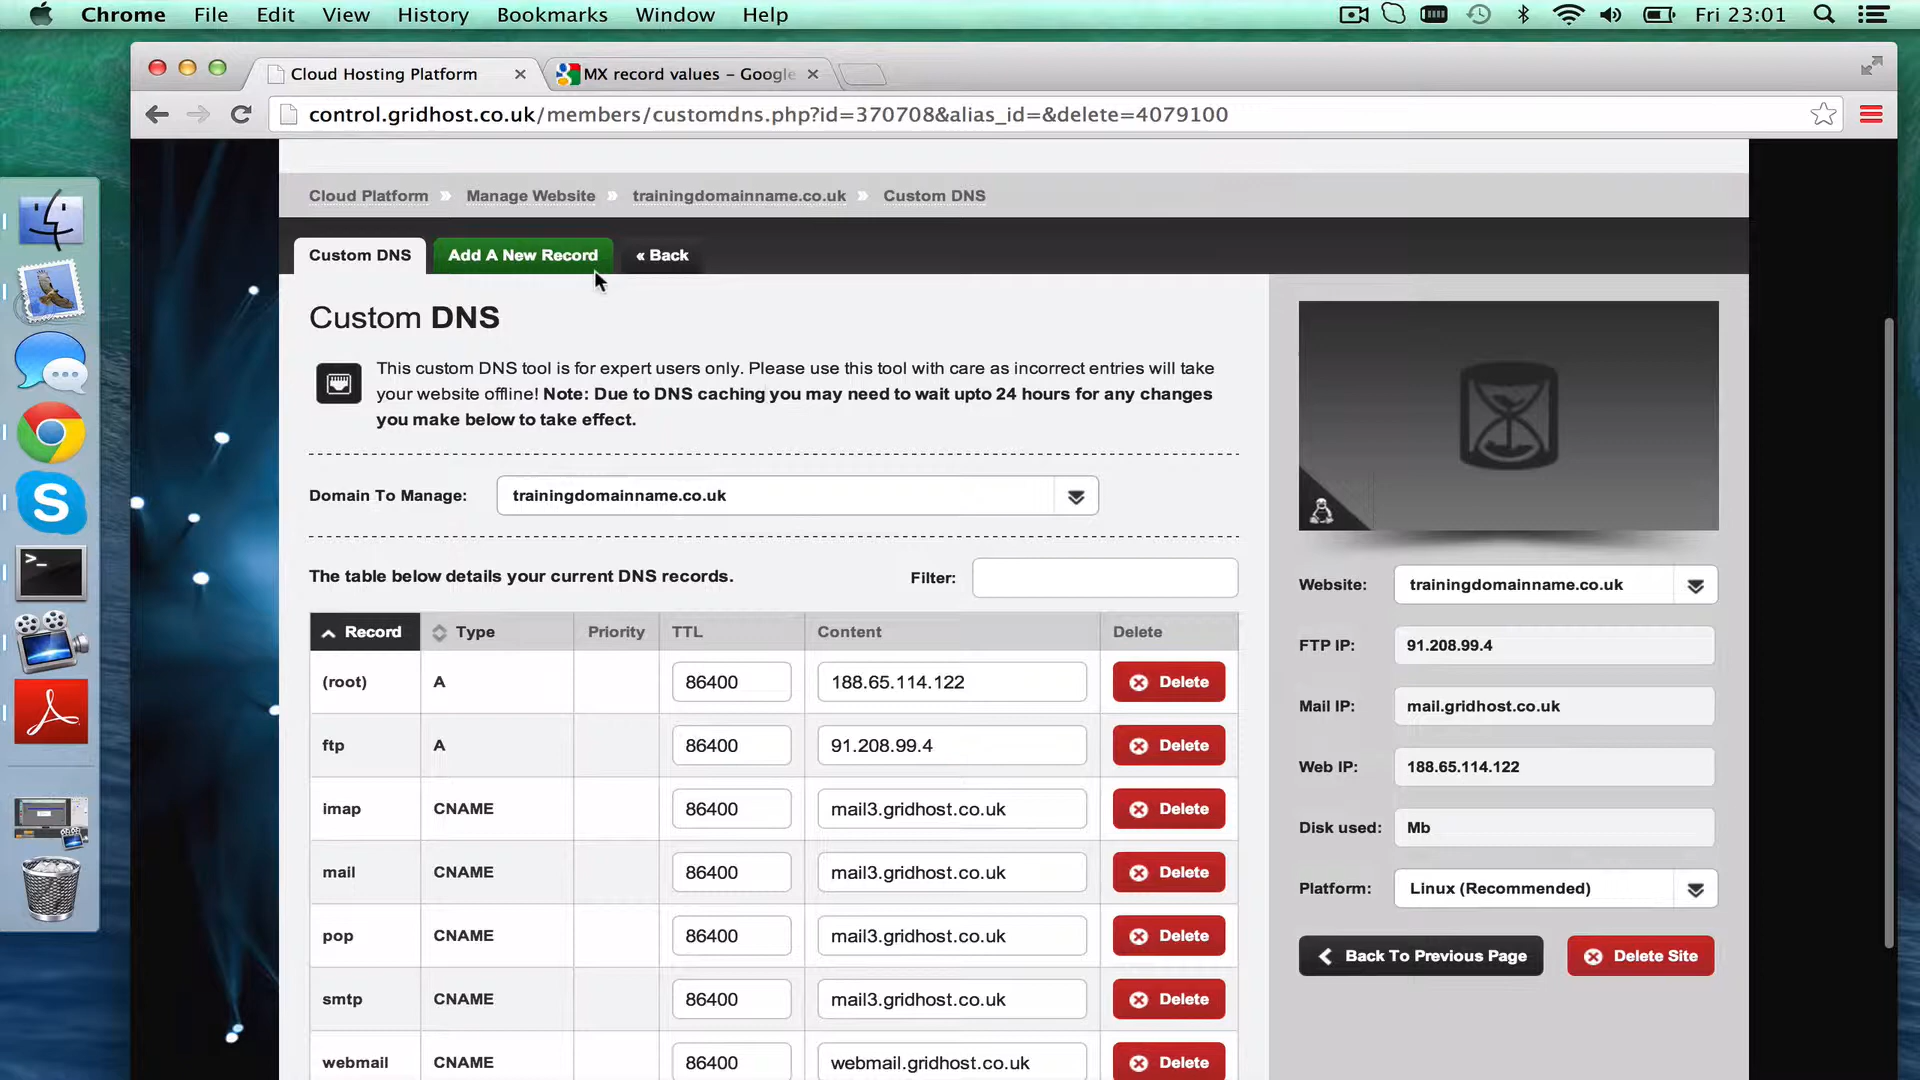 Chrome File Edit View History Bookmarks Window Help Fri 23:01
Cloud Hosting Platform MX record values – Google
control.gridhost.co.uk/members/customdns.php?id=370708&alias_id=&delete=4079100
Cloud Platform Manage Website trainingdomainname.co.uk Custom DNS
Custom DNS Add A New Record « Back
Custom DNS
This custom DNS tool is for expert users only. Please use this tool with care as incorrect entries will take
your website offline! Note: Due to DNS caching you may need to wait upto 24 hours for any changes
you make below to take effect.
Domain To Manage: trainingdomainname.co.uk
The table below details your current DNS records. Filter:
Record Type Priority TTL Content Delete
(root) A 86400 188.65.114.122 Delete
ftp A 86400 91.208.99.4 Delete
imap CNAME 86400 mail3.gridhost.co.uk Delete
mail CNAME 86400 mail3.gridhost.co.uk Delete
pop CNAME 86400 mail3.gridhost.co.uk Delete
smtp CNAME 86400 mail3.gridhost.co.uk Delete
webmail CNAME 86400 webmail.gridhost.co.uk Delete
Website: trainingdomainname.co.uk
FTP IP: 91.208.99.4
Mail IP: mail.gridhost.co.uk
Web IP: 188.65.114.122
Disk used: Mb
Platform: Linux (Recommended)
Back To Previous Page Delete Site